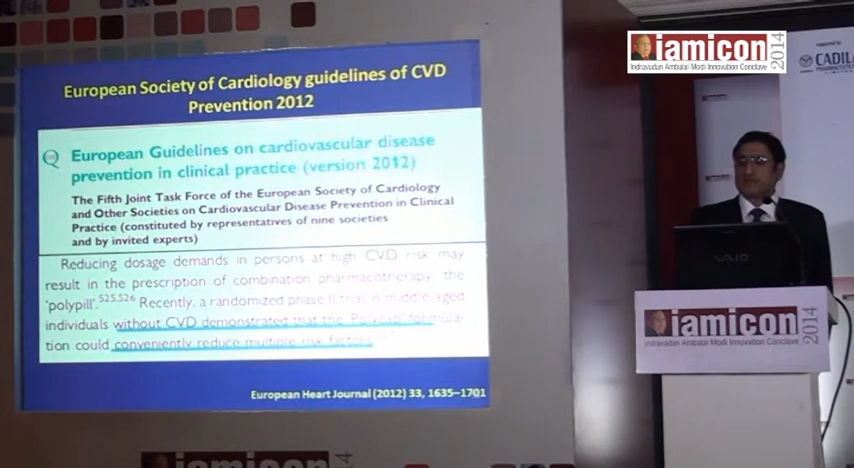 European Society of Cardiology guidelines of CVD
Prevention 2012
European Guidelines on cardiovascular disease
prevention in clinical practice (version 2012)
The Fifth Joint Task Force of the European Society of Cardiology
and Other Societies on Cardiovascular Disease Prevention in Clinical
Practice (constituted by representatives of nine societies
and by invited experts)
Reducing dosage demands in persons at high CVD risk may
result in the prescription of combination pharmacotherapy, the
'polypill'.525,526 Recently, a randomized phase II trial in middle-aged
individuals without CVD demonstrated that the Polycap formula-
tion could conveniently reduce multiple risk factors
European Heart Journal (2012) 33, 1635–1701
iamicon 2014
Indravadan Ambalal Modi Innovation Conclave
supported by
CADIL
VAIO
iamicon 2014
Indravadan Ambalal Modi Innovation Conclave
iamicon 2014